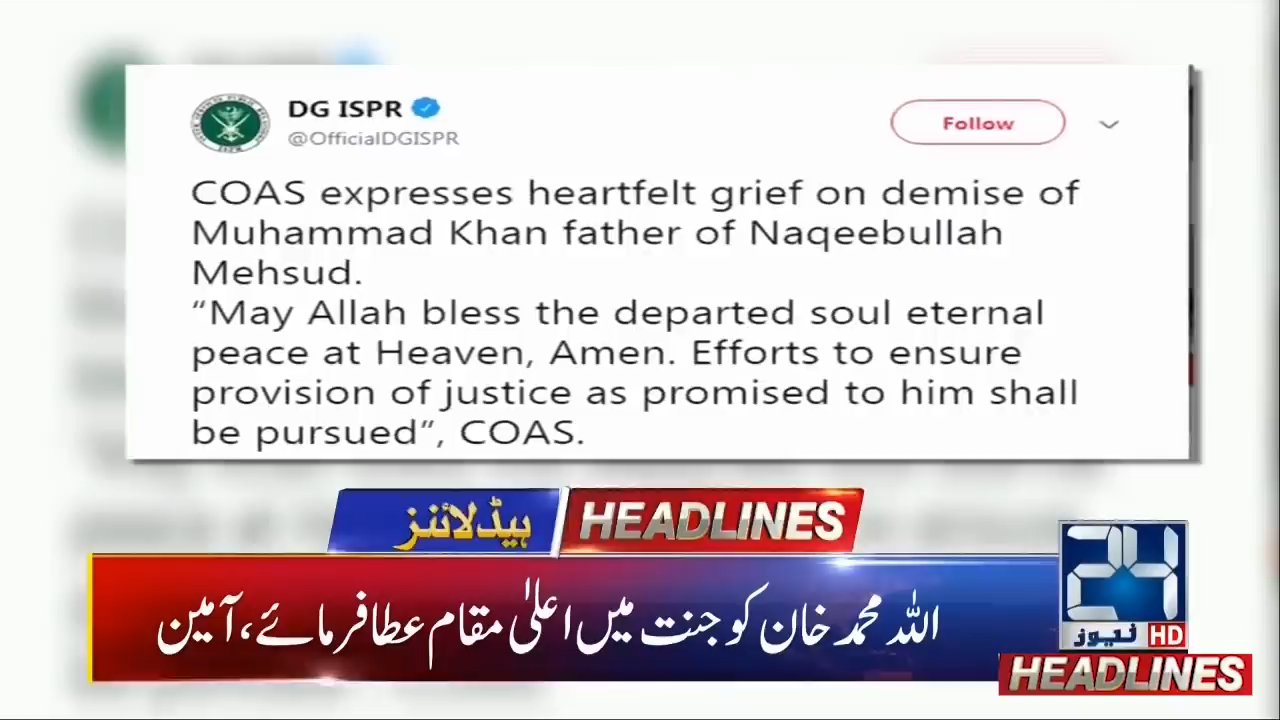 DG ISPR
@OfficialDGISPR
Follow
COAS expresses heartfelt grief on demise of
Muhammad Khan father of Naqeebullah
Mehsud.
“May Allah bless the departed soul eternal
peace at Heaven, Amen. Efforts to ensure
provision of justice as promised to him shall
be pursued”, COAS.
ہیڈلائنز HEADLINES
اللہ محمد خان کو جنت میں اعلیٰ مقام عطا فرمائے، آمین
24
نیوز HD
HEADLINES